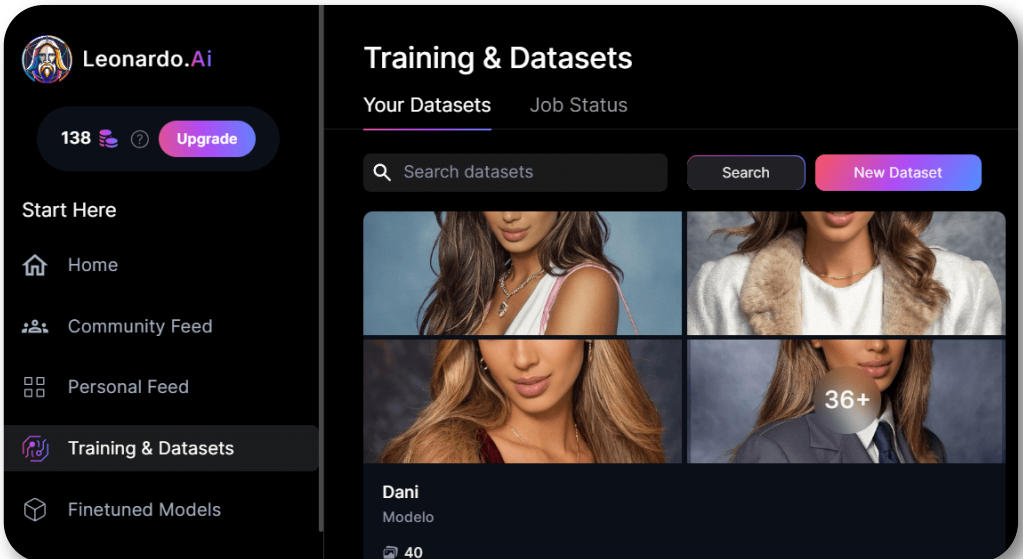 Leonardo.Ai
138 ? Upgrade
Start Here
Home
Community Feed
Personal Feed
Training & Datasets
Finetuned Models
Training & Datasets
Your Datasets Job Status
Search datasets Search New Dataset
36+
Dani
Modelo
40